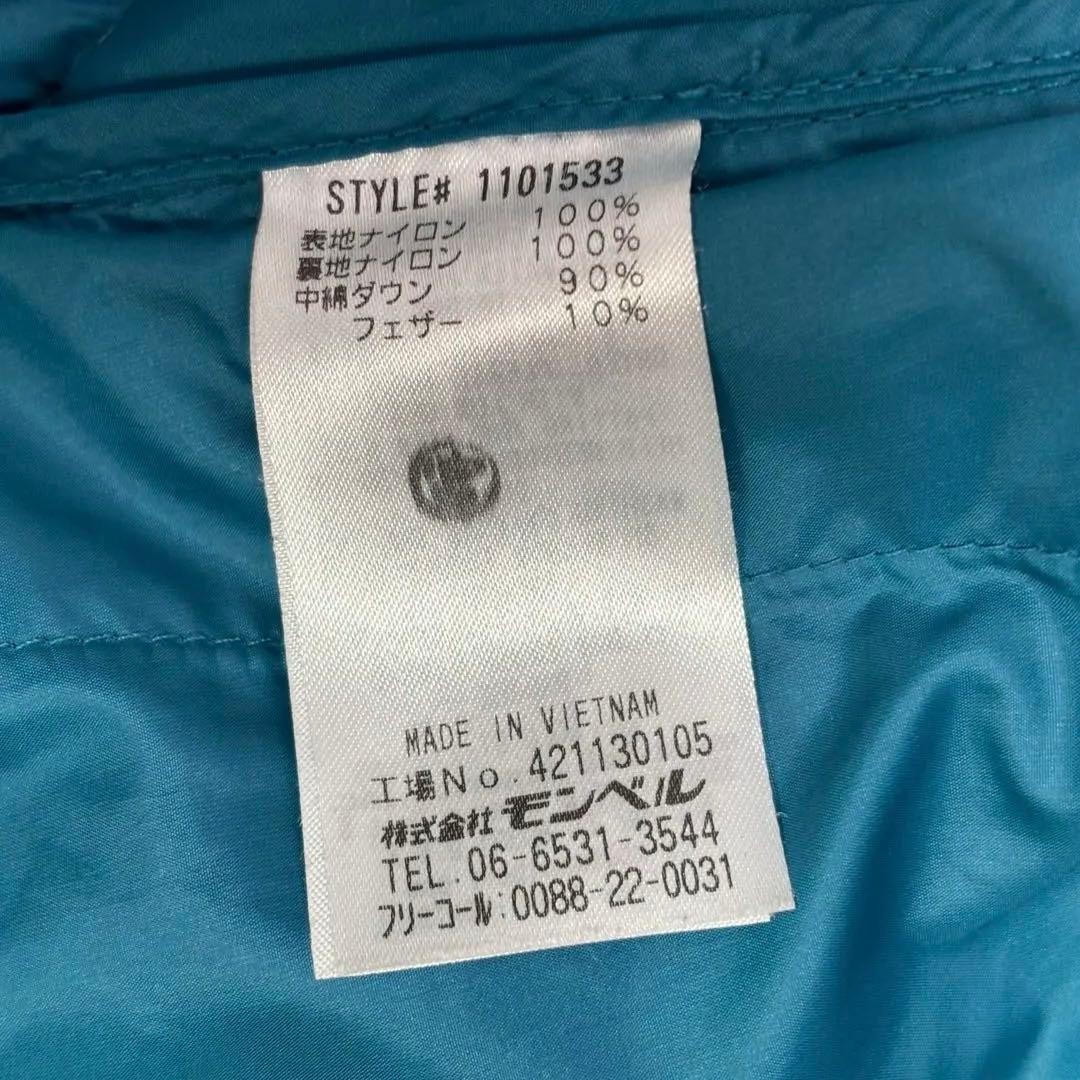 STYLE# 1101533
表地ナイロン 100%
裏地ナイロン 100%
中綿ダウン 90%
フェザー 10%
MADE IN VIETNAM
工場No.421130105
株式会社モンベル
TEL.06-6531-3544
フリーコール:0088-22-0031